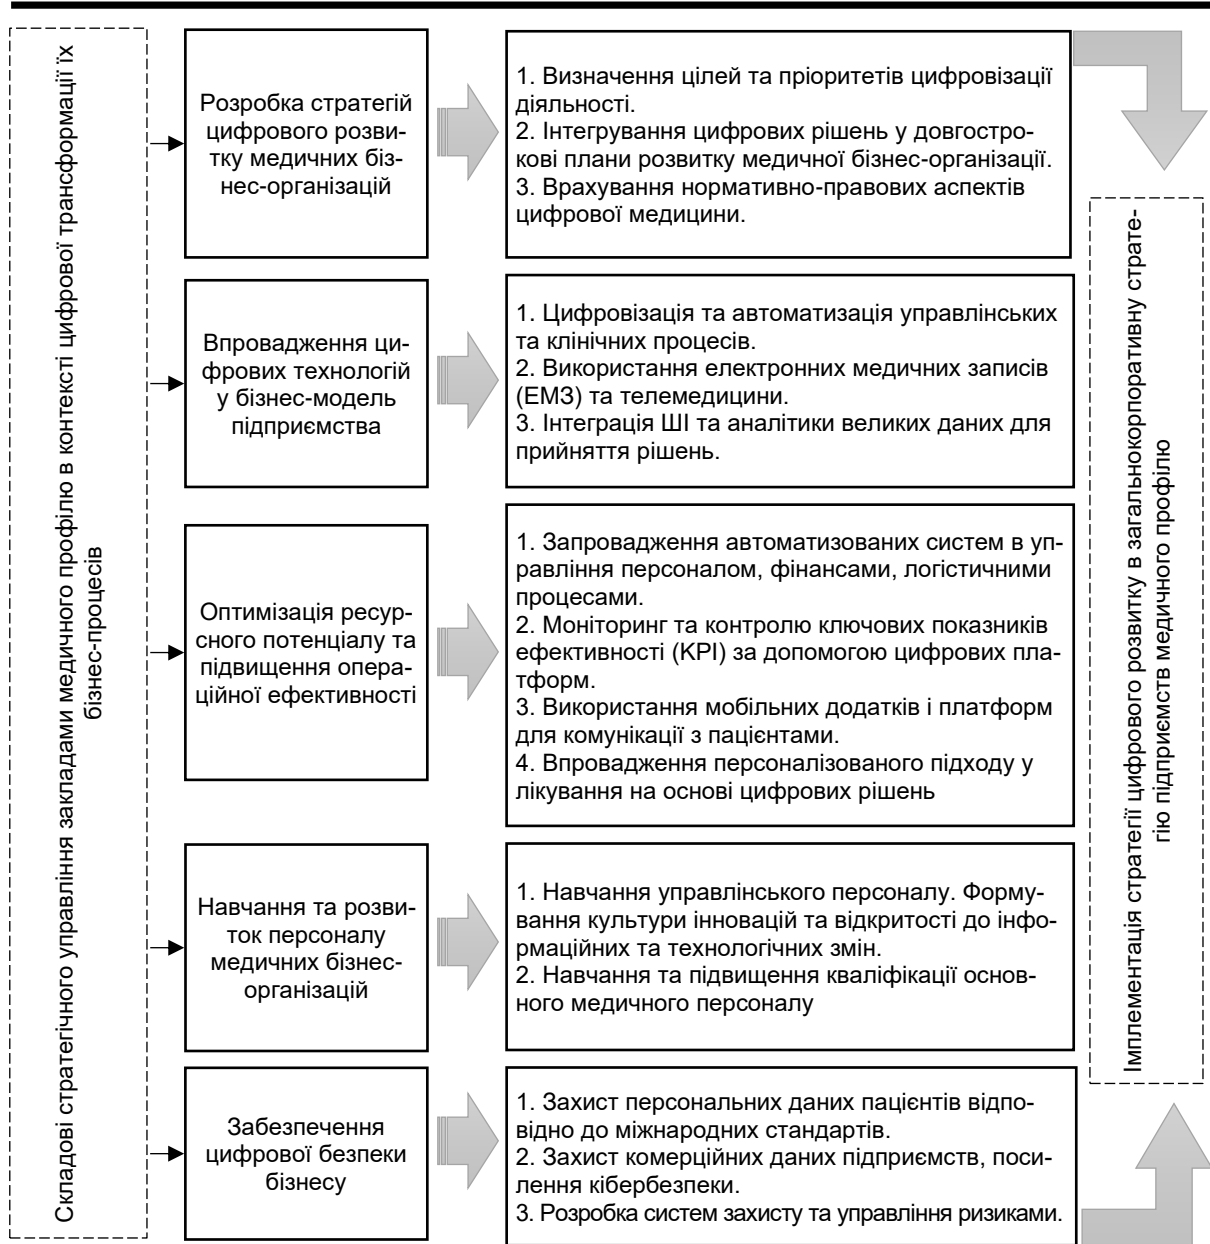 Складові стратегічного управління закладами медичного профілю в контексті цифрової трансформації їх
бізнес-процесів
Розробка стратегій
цифрового розви-
тку медичних біз-
нес-організацій
1. Визначення цілей та пріоритетів цифровізації
діяльності.
2. Інтегрування цифрових рішень у довгостро-
кові плани розвитку медичної бізнес-організації.
3. Врахування нормативно-правових аспектів
цифрової медицини.
Впровадження ци-
фрових технологій
у бізнес-модель
підприємства
1. Цифровізація та автоматизація управлінських
та клінічних процесів.
2. Використання електронних медичних записів
(ЕМЗ) та телемедицини.
3. Інтеграція ШІ та аналітики великих даних для
прийняття рішень.
Оптимізація ресур-
сного потенціалу та
підвищення опера-
ційної ефективності
1. Запровадження автоматизованих систем в уп-
равління персоналом, фінансами, логістичними
процесами.
2. Моніторинг та контролю ключових показників
ефективності (KPI) за допомогою цифрових пла-
тформ.
3. Використання мобільних додатків і платформ
для комунікації з пацієнтами.
4. Впровадження персоналізованого підходу у
лікування на основі цифрових рішень
Навчання та розви-
ток персоналу
медичних бізнес-
організацій
1. Навчання управлінського персоналу. Форму-
вання культури інновацій та відкритості до інфо-
рмаційних та технологічних змін.
2. Навчання та підвищення кваліфікації основ-
ного медичного персоналу
Забезпечення
цифрової безпеки
бізнесу
1. Захист персональних даних пацієнтів відпо-
відно до міжнародних стандартів.
2. Захист комерційних даних підприємств, поси-
лення кібербезпеки.
3. Розробка систем захисту та управління ризиками.
Імплементація стратегії цифрового розвитку в загальнокорпоративну страте-
гію підприємств медичного профілю